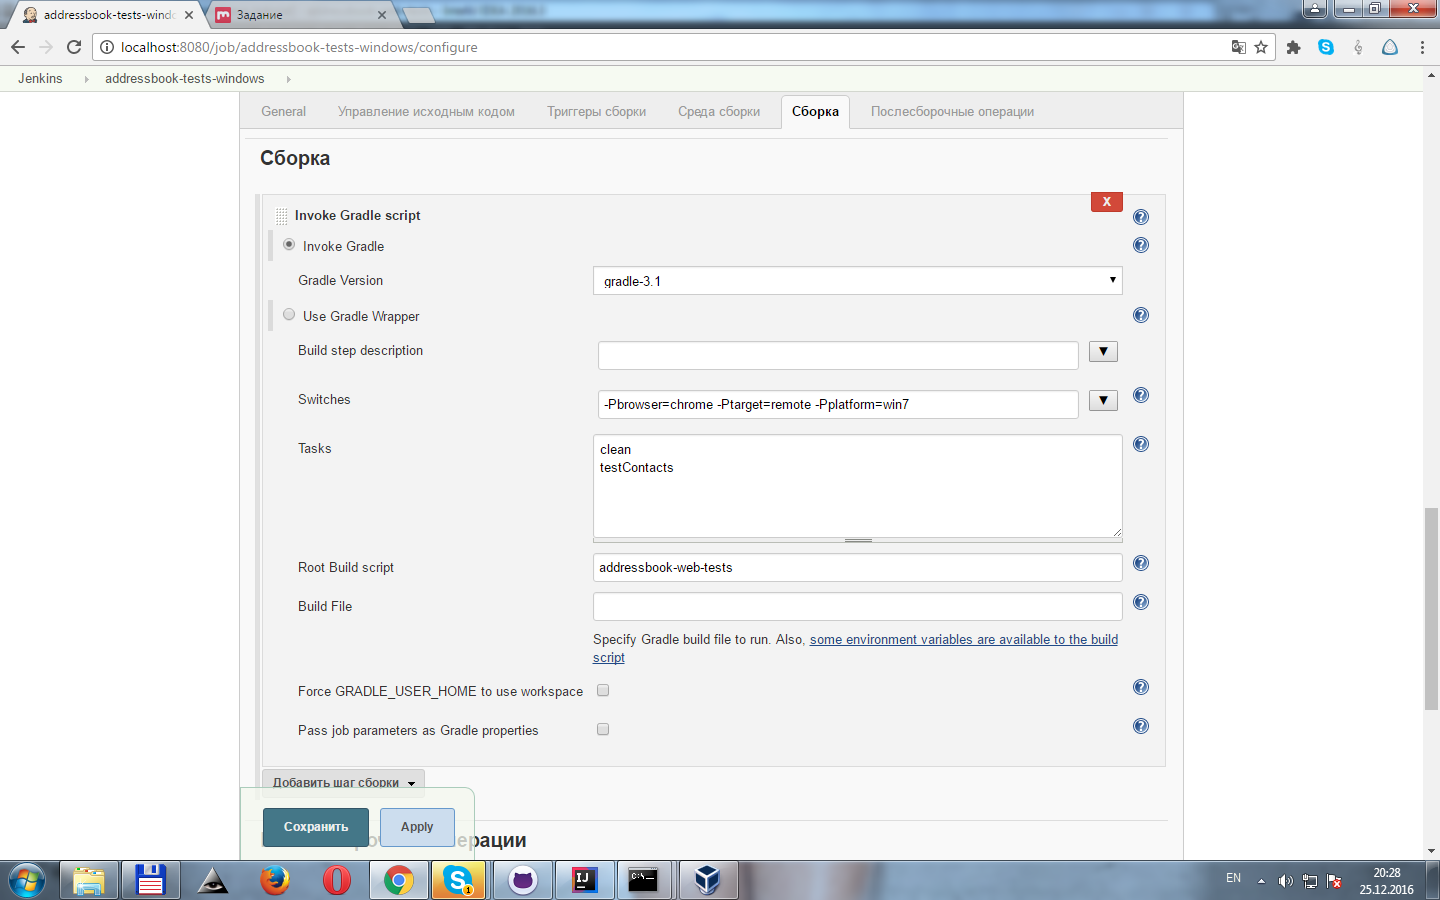 addressbook-tests-windo
Задание
localhost:8080/job/addressbook-tests-windows/configure
Jenkins
addressbook-tests-windows
General
Управление исходным кодом
Триггеры сборки
Среда сборки
Сборка
Послесборочные операции
Сборка
X
Invoke Gradle script
Invoke Gradle
Gradle Version
gradle-3.1
Use Gradle Wrapper
Build step description
Switches
-Pbrowser=chrome -Ptarget=remote -Pplatform=win7
Tasks
clean
testContacts
Root Build script
addressbook-web-tests
Build File
Specify Gradle build file to run. Also, some environment variables are available to the build
script
Force GRADLE_USER_HOME to use workspace
Pass job parameters as Gradle properties
Добавить шаг сборки
Сохранить
Apply
ерации
EN
20:28
25.12.2016